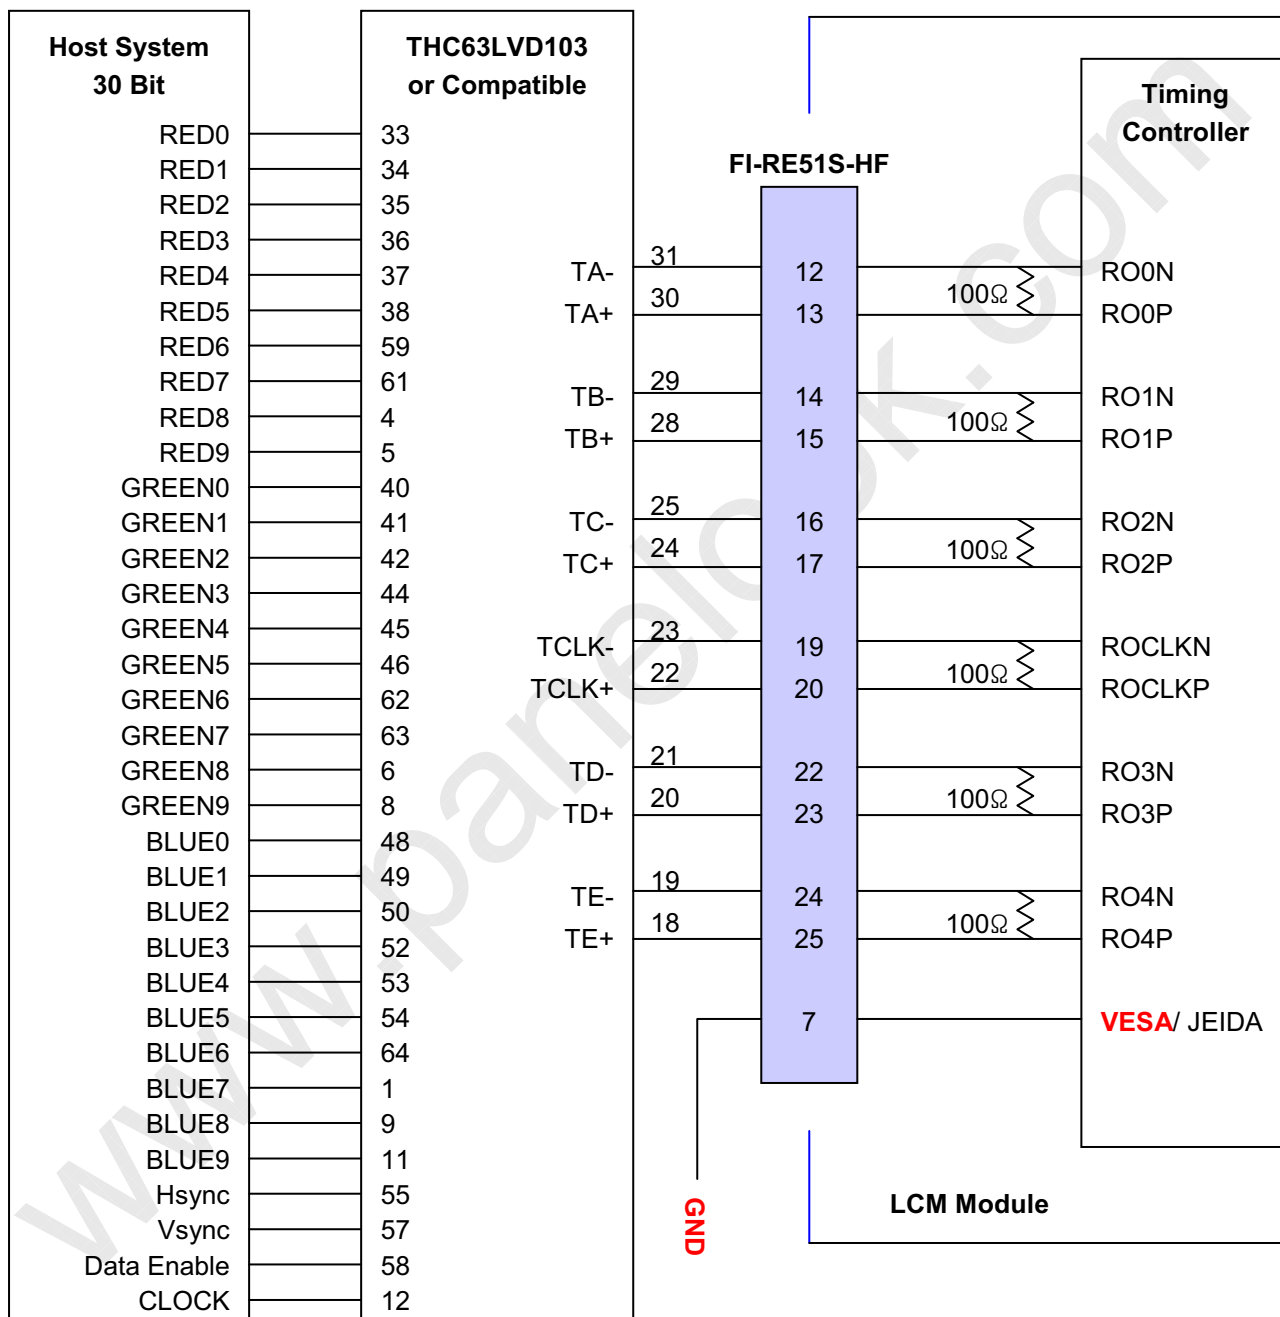 Host System
30 Bit
RED0
RED1
RED2
RED3
RED4
RED5
RED6
RED7
RED8
RED9
GREEN0
GREEN1
GREEN2
GREEN3
GREEN4
GREEN5
GREEN6
GREEN7
GREEN8
GREEN9
BLUE0
BLUE1
BLUE2
BLUE3
BLUE4
BLUE5
BLUE6
BLUE7
BLUE8
BLUE9
Hsync
Vsync
Data Enable
CLOCK
THC63LVD103
or Compatible
33
34
35
36
37
38
59
61
4
5
40
41
42
44
45
46
62
63
6
8
48
49
50
52
53
54
64
1
9
11
55
57
58
12
TA-
TA+
TB-
TB+
TC-
TC+
TCLK-
TCLK+
TD-
TD+
TE-
TE+
31
30
29
28
25
24
23
22
21
20
19
18
GND
FI-RE51S-HF
12
13
14
15
16
17
19
20
22
23
24
25
7
100Ω
100Ω
100Ω
100Ω
100Ω
100Ω
Timing
Controller
RO0N
RO0P
RO1N
RO1P
RO2N
RO2P
ROCLKN
ROCLKP
RO3N
RO3P
RO4N
RO4P
VESA/ JEIDA
LCM Module
www.panelook.com